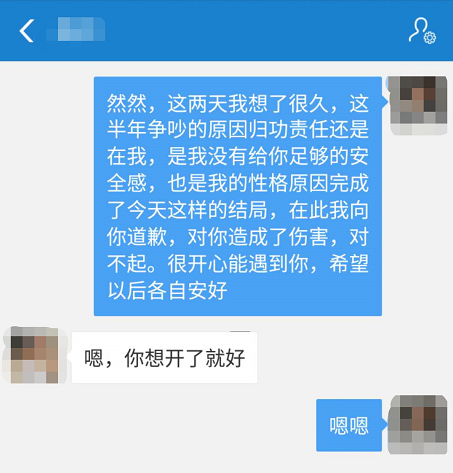 然然，这两天我想了很久，这
半年争吵的原因归功责任还是
在我，是我没有给你足够的安
全感，也是我的性格原因完成
了今天这样的结局，在此我向
你道歉，对你造成了伤害，对
不起。很开心能遇到你，希望
以后各自安好
嗯，你想开了就好
嗯嗯